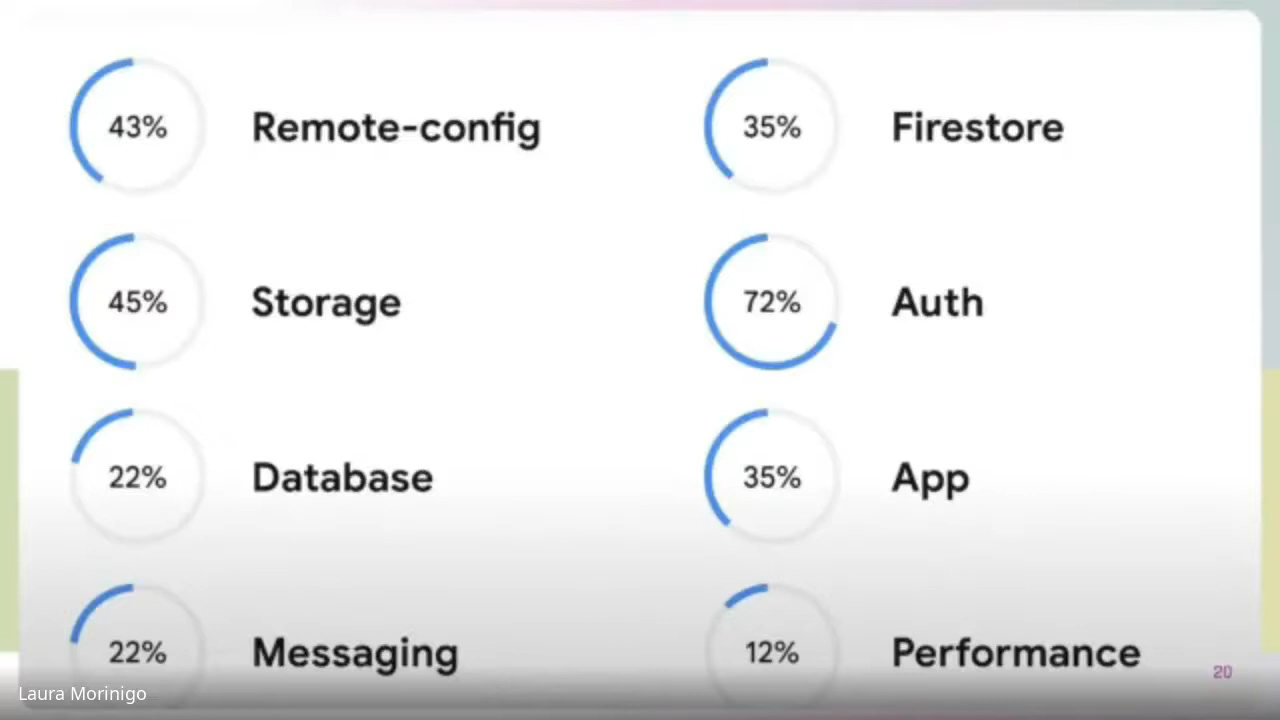 43% Remote-config
35% Firestore
45% Storage
72% Auth
22% Database
35% App
22% Messaging
12% Performance
20
Laura Morinigo